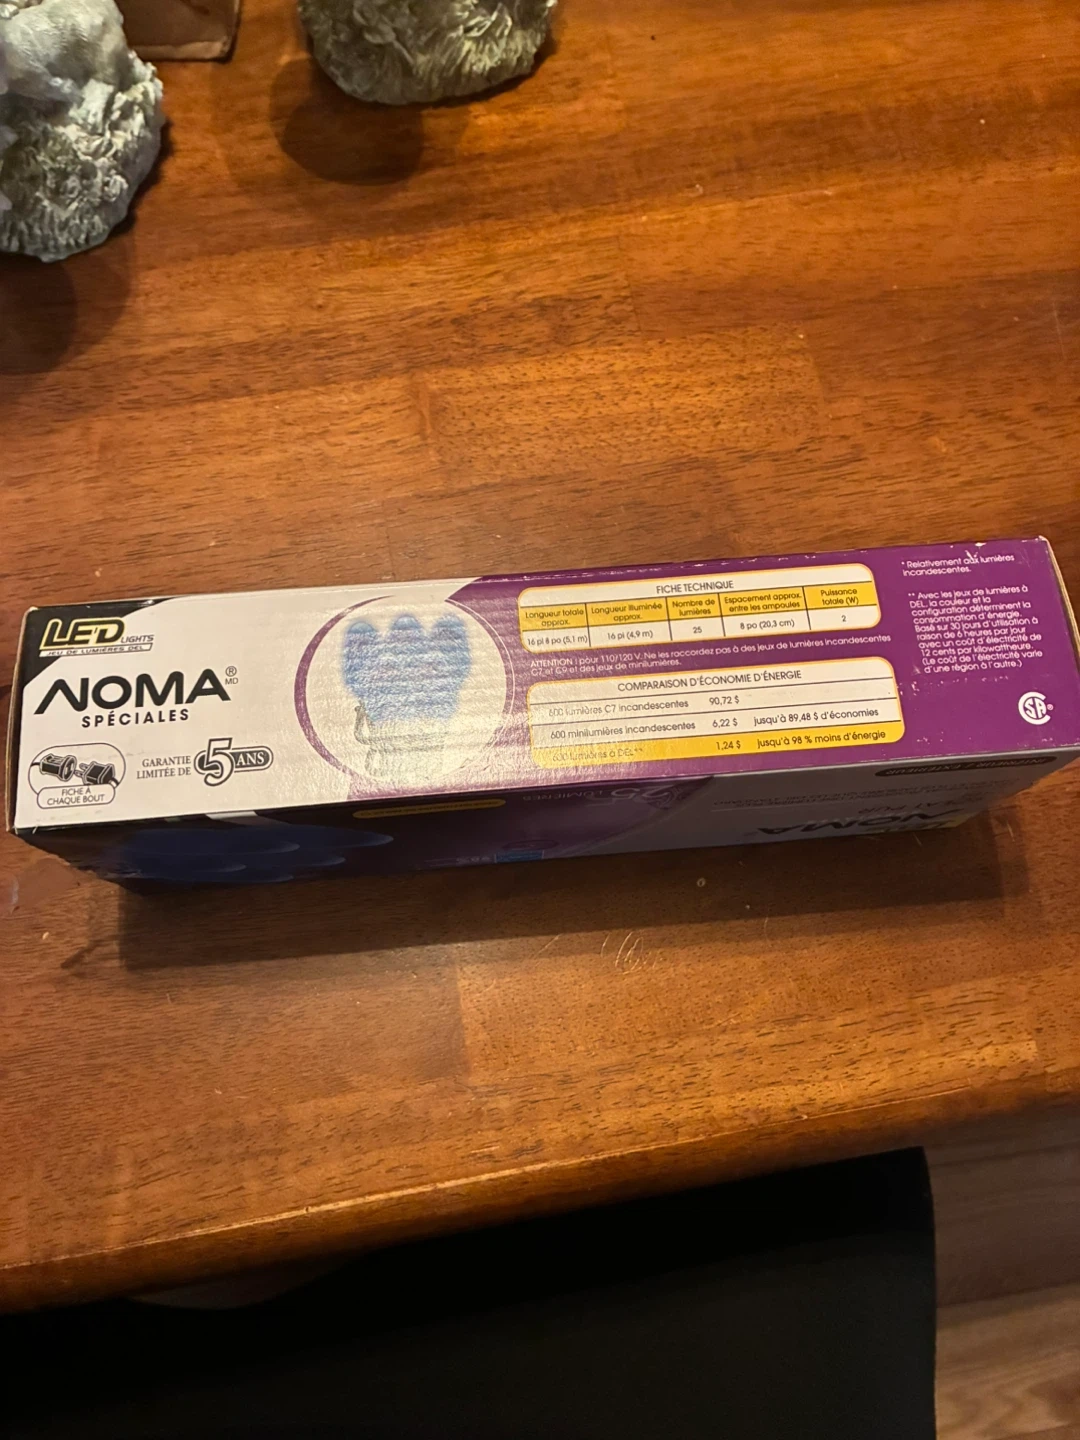 LED LIGHTS
JEU DE LUMIÈRES DEL
NOMA® MD
SPÉCIALES
FICHE À
CHAQUE BOUT
GARANTIE
LIMITÉE DE
5 ANS
FICHE TECHNIQUE
Longueur totale approx. Longueur illuminée approx. Nombre de lumières Espacement approx. entre les ampoules Puissance totale (W)
16 pi 8 po (5,1 m) 16 pi (4,9 m) 25 8 po (20,3 cm) 2
ATTENTION : pour 110/120 V. Ne les raccordez pas à des jeux de lumières incandescentes
C7 et C9 et des jeux de minilumières.
COMPARAISON D'ÉCONOMIE D'ÉNERGIE
600 lumières C7 incandescentes 90,72 $
600 minilumières incandescentes 6,22 $ jusqu'à 89,48 $ d'économies
600 lumières à DEL** 1,24 $ jusqu'à 98 % moins d'énergie
* Relativement aux lumières
incandescentes.
** Avec les jeux de lumières à
DEL, la couleur et la
configuration déterminent la
consommation d'énergie.
Basé sur 30 jours d'utilisation à
raison de 6 heures par jour
avec un coût d'électricité de
12 cents par kilowattheure.
(Le coût de l'électricité varie
d'une région à l'autre.)
SA®
25 LUMIÈRES
NOMA